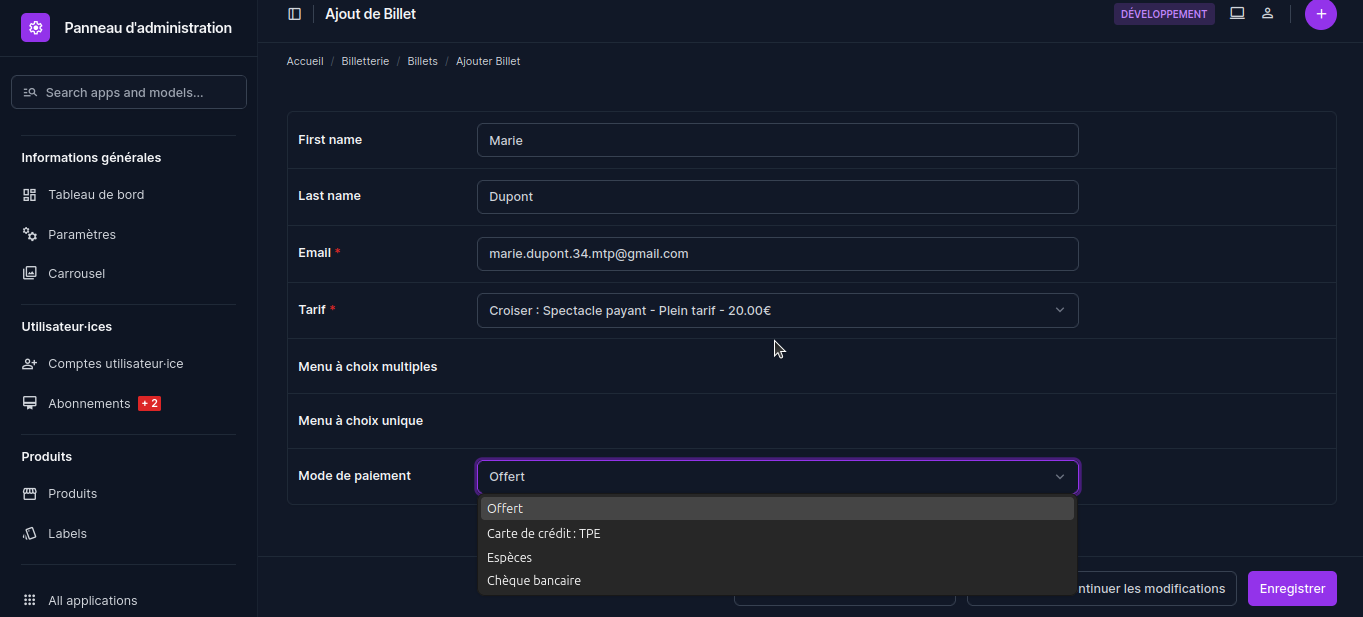 Panneau d'administration
Ajout de Billet
DÉVELOPPEMENT
Accueil / Billetterie / Billets / Ajouter Billet
Search apps and models...
Informations générales
Tableau de bord
Paramètres
Carrousel
Utilisateur·ices
Comptes utilisateur·ice
Abonnements + 2
Produits
Produits
Labels
All applications
First name
Marie
Last name
Dupont
Email *
marie.dupont.34.mtp@gmail.com
Tarif *
Croiser : Spectacle payant - Plein tarif - 20.00€
Menu à choix multiples
Menu à choix unique
Mode de paiement
Offert
Offert
Carte de crédit : TPE
Espèces
Chèque bancaire
les modifications
Enregistrer